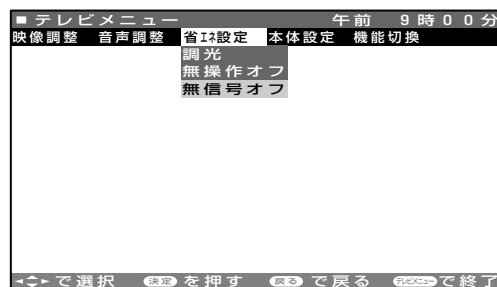 ■テレビメニュー 午前 9時00分
映像調整 音声調整 省エネ設定 本体設定 機能切換
調光
無操作オフ
無信号オフ
で選択 決定 を押す 戻る で戻る テレビメニュー で終了